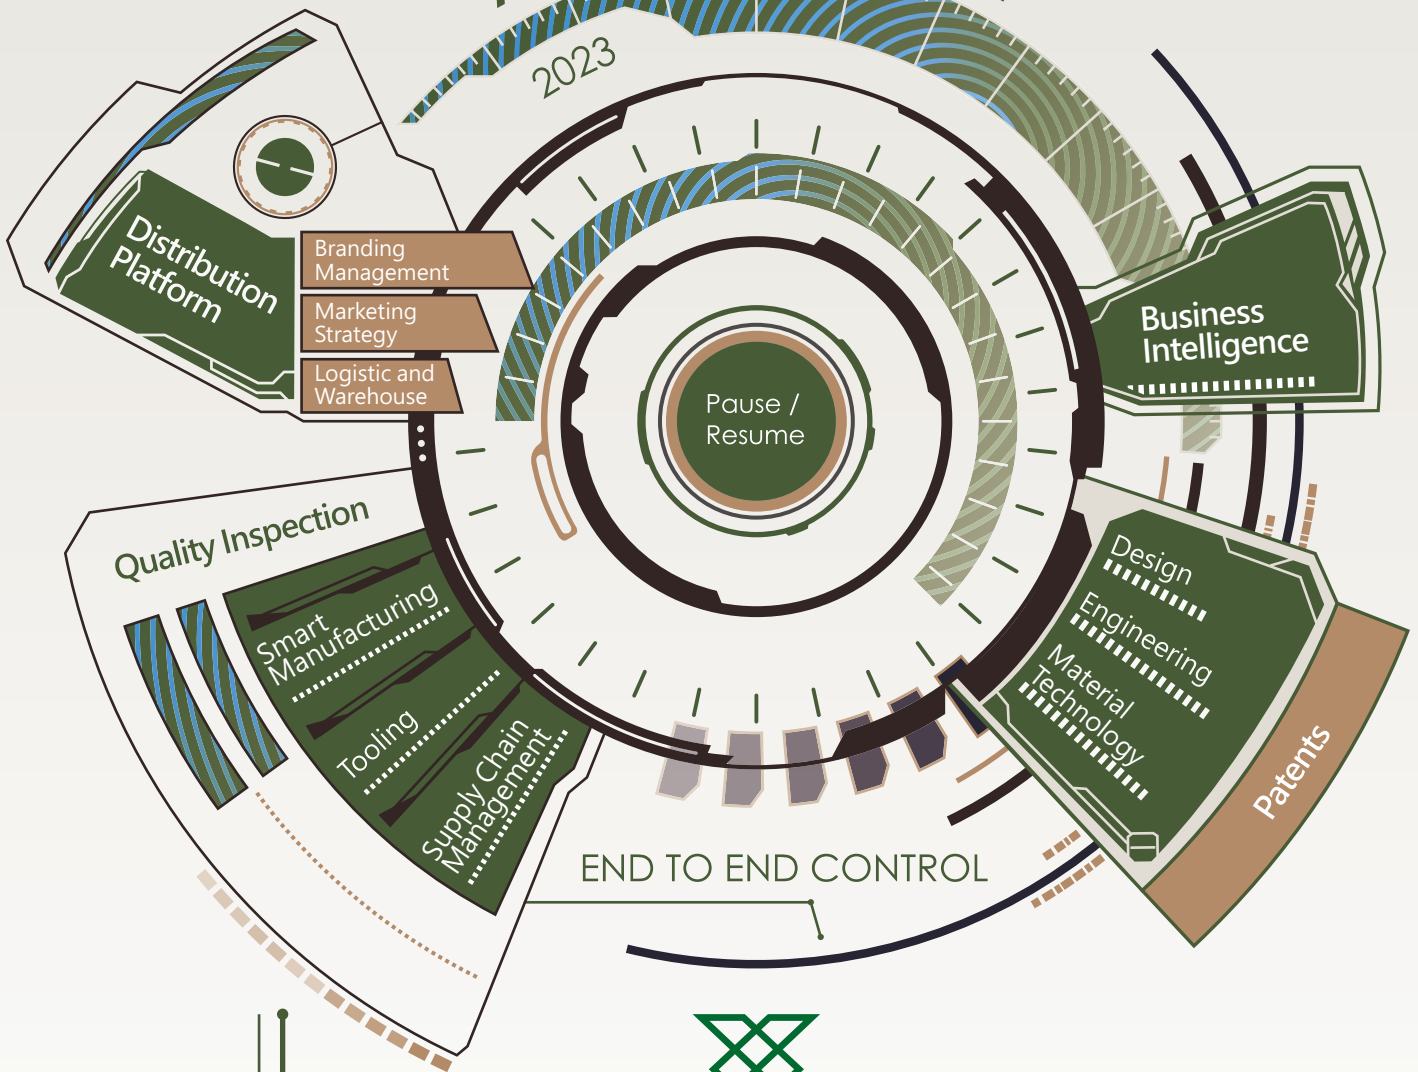 2023
Distribution
Platform
Branding
Management
Marketing
Strategy
Logistic and
Warehouse
Business
Intelligence
Pause /
Resume
Quality Inspection
Smart
Manufacturing
Tooling
Supply Chain
Management
Design
Engineering
Material
Technology
Patents
END TO END CONTROL